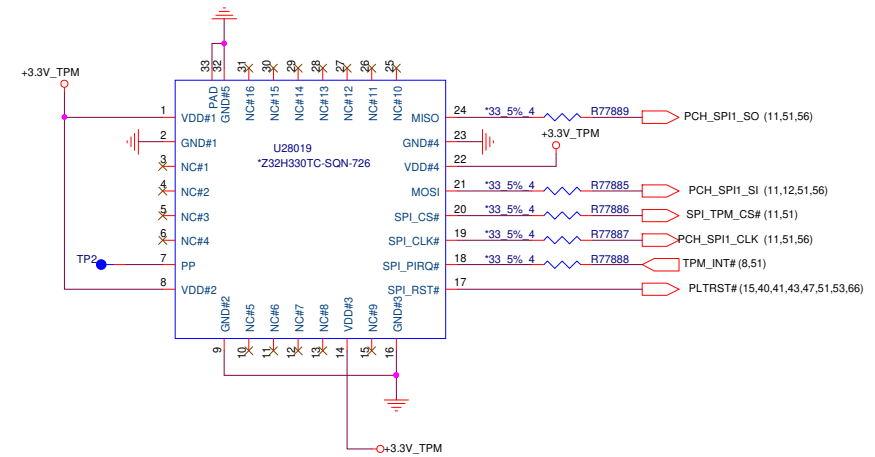 33
32
31
30
29
28
27
26
25
+3.3V_TPM
PAD
GND#5
NC#16
NC#15
NC#14
NC#13
NC#12
NC#11
NC#10
1 VDD#1
MISO 24 *33_5%_4 R77889 PCH_SPI1_SO (11,51,56)
2 GND#1
GND#4 23
+3.3V_TPM
U28019
*Z32H330TC-SQN-726
3 NC#1
VDD#4 22
4 NC#2
MOSI 21 *33_5%_4 R77885 PCH_SPI1_SI (11,12,51,56)
5 NC#3
SPI_CS# 20 *33_5%_4 R77886 SPI_TPM_CS# (11,51)
6 NC#4
SPI_CLK# 19 *33_5%_4 R77887 PCH_SPI1_CLK (11,51,56)
TP2 7 PP
SPI_PIRQ# 18 *33_5%_4 R77888 TPM_INT# (8,51)
8 VDD#2
SPI_RST# 17 PLTRST# (15,40,41,43,47,51,53,66)
GND#2
NC#5
NC#6
NC#7
NC#8
VDD#3
NC#9
GND#3
9
10
11
12
13
14
15
16
+3.3V_TPM